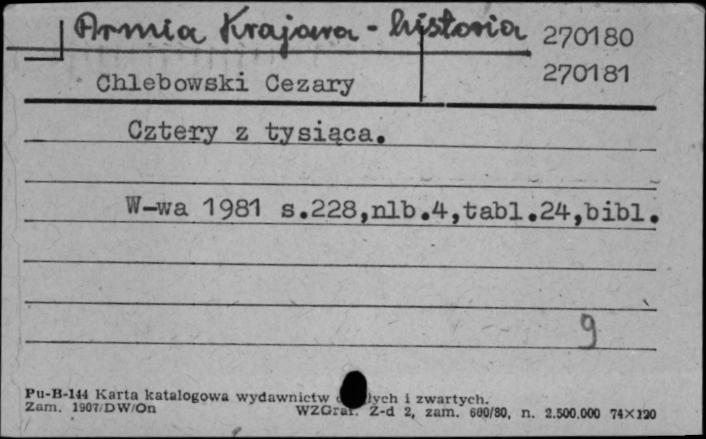 Armia Krajowa - historia 270180
Chlebowski Cezary 270181
Cztery z tysiąca.
W-wa 1981 s.228,nlb.4,tabl.24,bibl.
9
Pu-B-144 Karta katalogowa wydawnictw i zwartych.
Zam. 1907/DW/On WZGraf. Z-d 2, zam. 600/80, n. 2.500.000 74×120